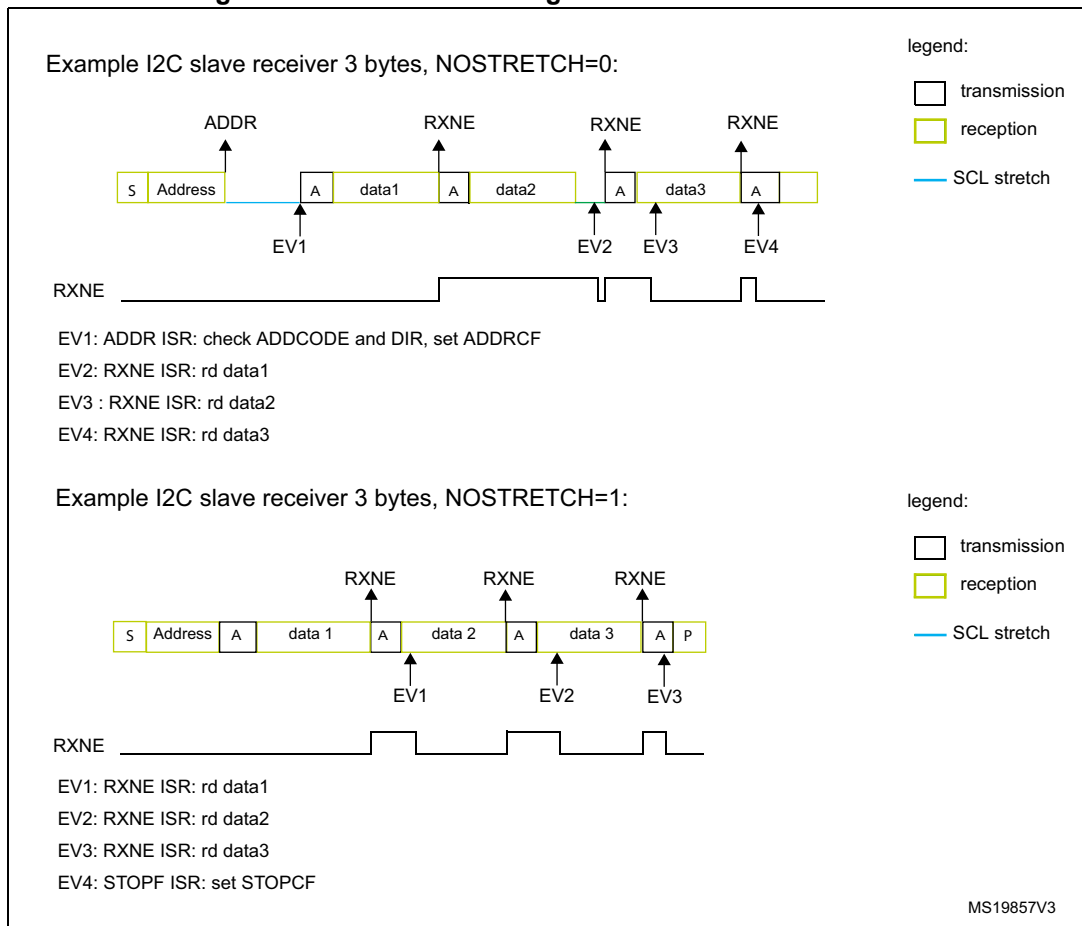 Example I2C slave receiver 3 bytes, NOSTRETCH=0:
legend:
transmission
reception
SCL stretch
ADDR RXNE RXNE RXNE
S Address A data1 A data2 A data3 A
EV1 EV2 EV3 EV4
RXNE
EV1: ADDR ISR: check ADDCODE and DIR, set ADDRCF
EV2: RXNE ISR: rd data1
EV3 : RXNE ISR: rd data2
EV4: RXNE ISR: rd data3
Example I2C slave receiver 3 bytes, NOSTRETCH=1:
legend:
transmission
reception
SCL stretch
RXNE RXNE RXNE
S Address A data 1 A data 2 A data 3 A P
EV1 EV2 EV3
RXNE
EV1: RXNE ISR: rd data1
EV2: RXNE ISR: rd data2
EV3: RXNE ISR: rd data3
EV4: STOPF ISR: set STOPCF
MS19857V3